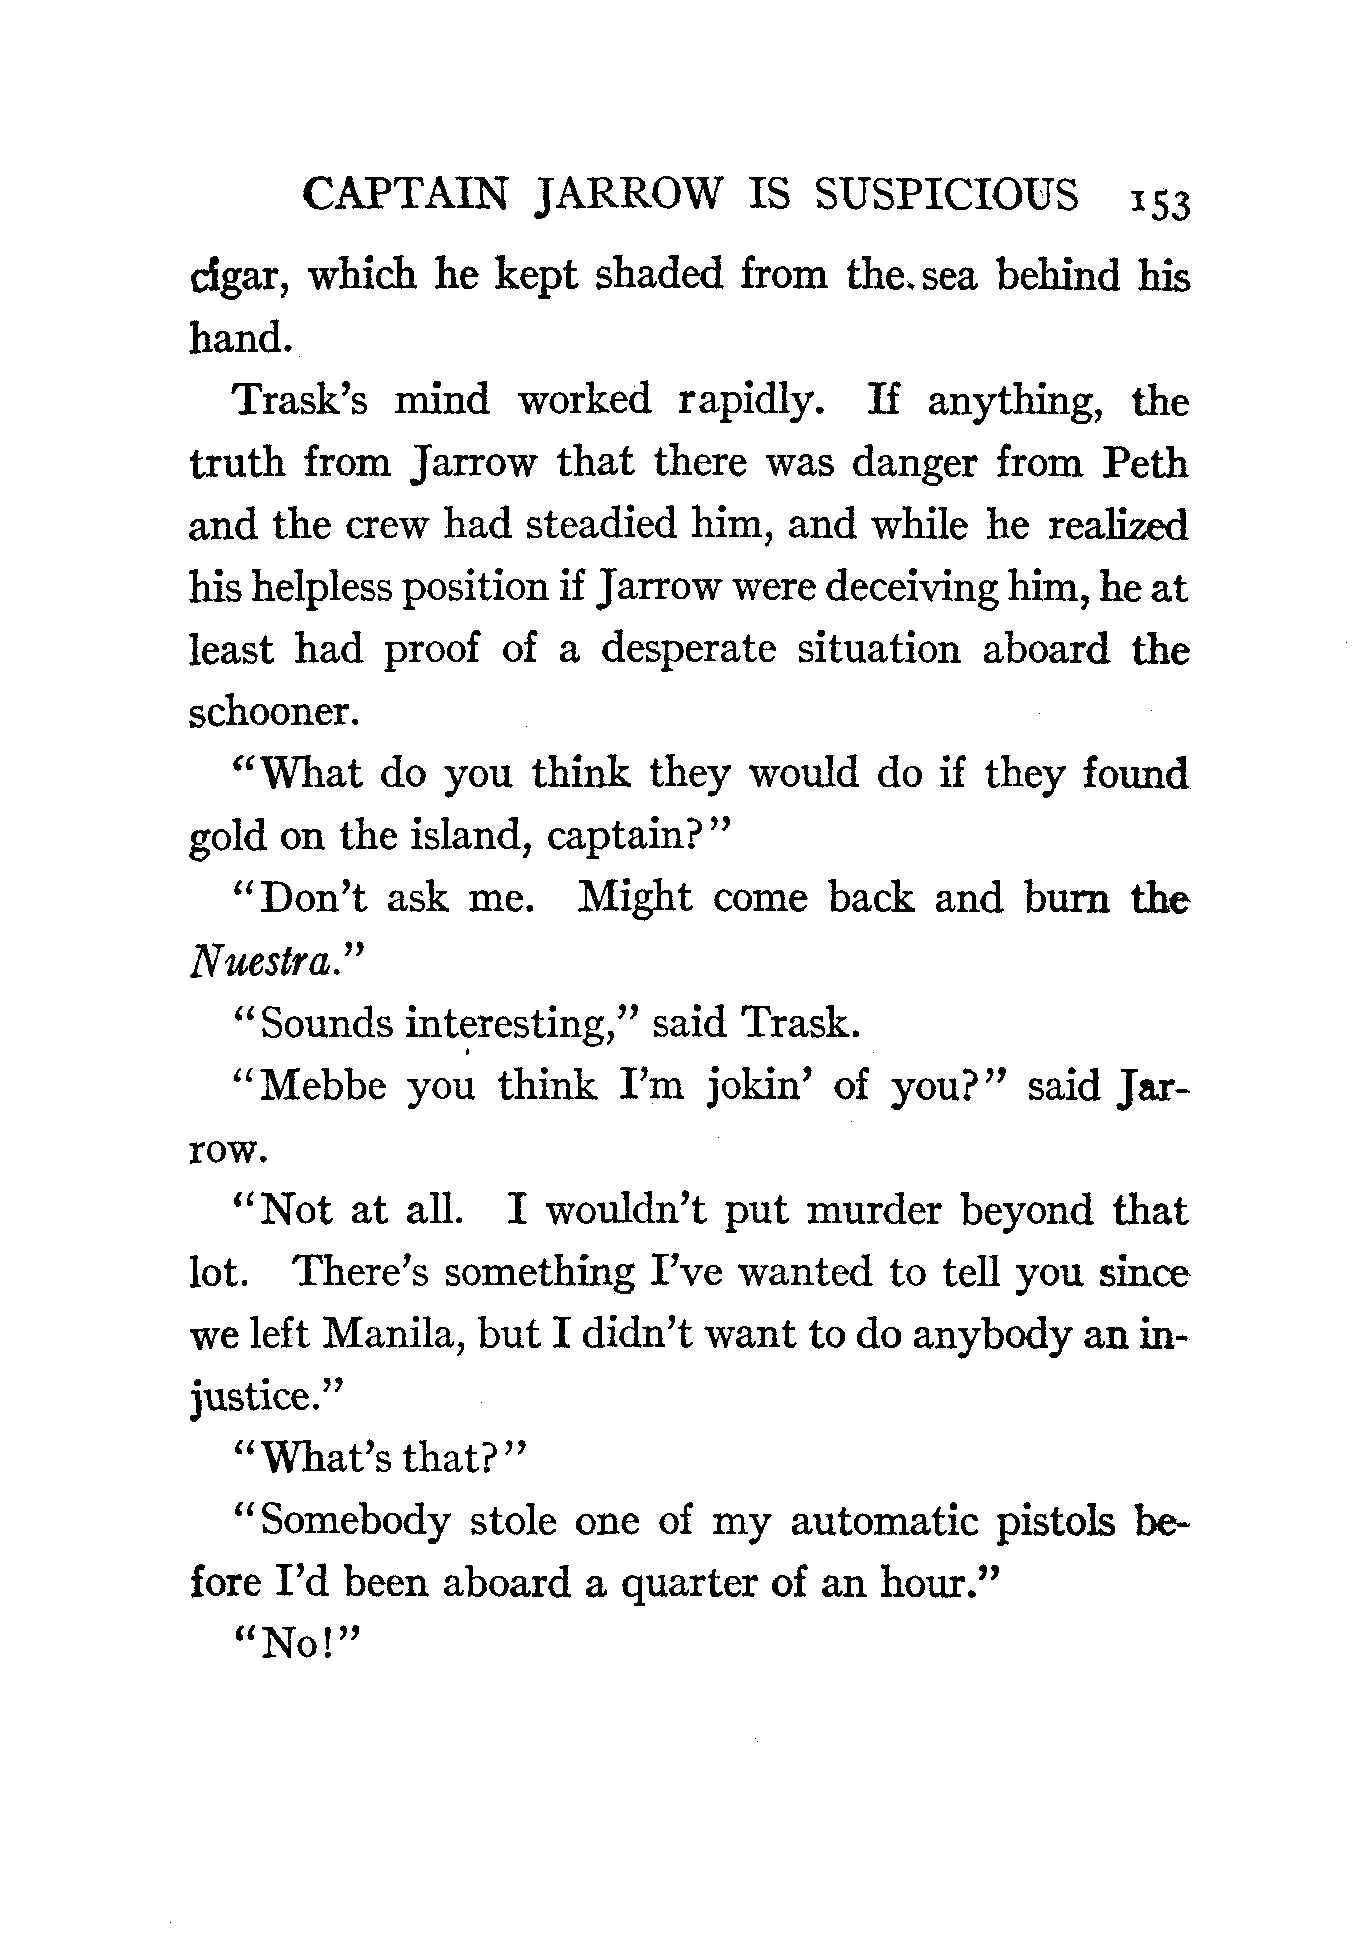 CAPTAIN JARROW IS SUSPICIOUS 153
cigar, which he kept shaded from the sea behind his
hand.
Trask's mind worked rapidly. If anything, the
truth from Jarrow that there was danger from Peth
and the crew had steadied him, and while he realized
his helpless position if Jarrow were deceiving him, he at
least had proof of a desperate situation aboard the
schooner.
"What do you think they would do if they found
gold on the island, captain?"
"Don't ask me. Might come back and burn the
Nuestra."
"Sounds interesting," said Trask.
"Mebbe you think I'm jokin' of you?" said Jar-
row.
"Not at all. I wouldn't put murder beyond that
lot. There's something I've wanted to tell you since
we left Manila, but I didn't want to do anybody an in-
justice."
"What's that?"
"Somebody stole one of my automatic pistols be-
fore I'd been aboard a quarter of an hour."
"No!"